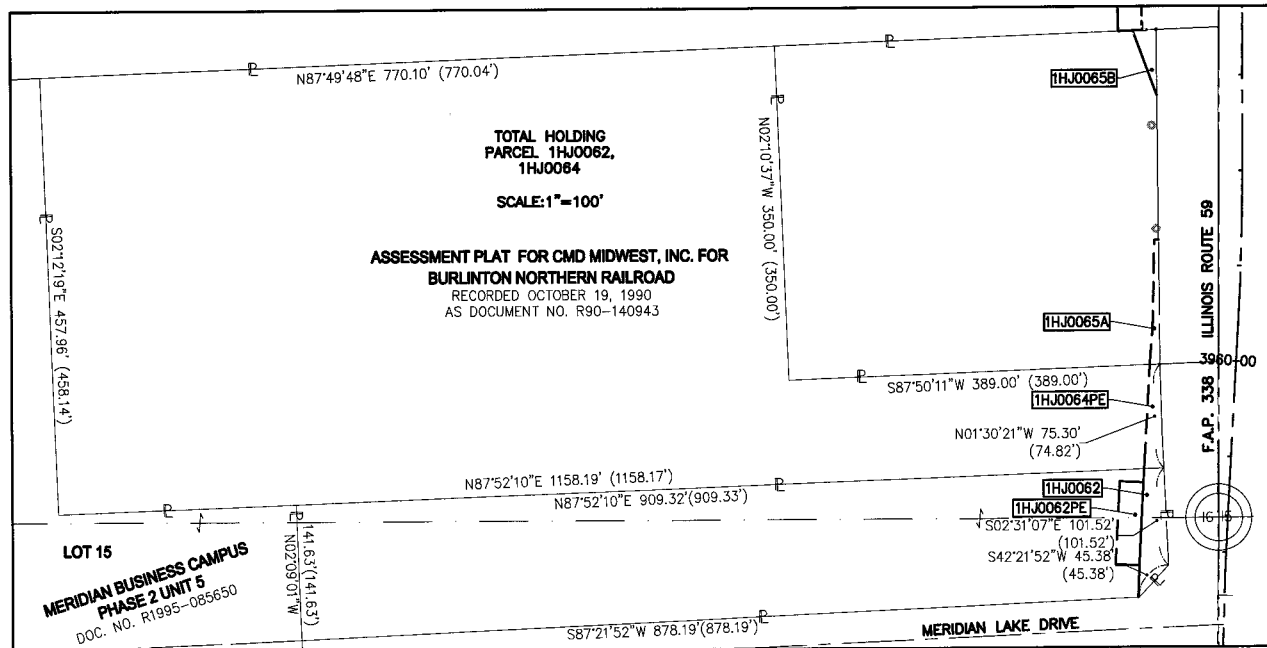 N87°49'48"E 770.10' (770.04')
1HJ0065B
TOTAL HOLDING
PARCEL 1HJ0062,
1HJ0064
SCALE:1"=100'
N02°10'37"W 350.00' (350.00')
ASSESSMENT PLAT FOR CMD MIDWEST, INC. FOR
BURLINTON NORTHERN RAILROAD
RECORDED OCTOBER 19, 1990
AS DOCUMENT NO. R90-140943
S02°12'19"E 457.96' (458.14')
F.A.P. 338 ILLINOIS ROUTE 59
1HJ0065A
3960+00
S87°50'11"W 389.00' (389.00')
1HJ0064PE
N01°30'21"W 75.30'
(74.82')
N87°52'10"E 1158.19' (1158.17')
N87°52'10"E 909.32'(909.33')
1HJ0062
1HJ0062PE
S02°31'07"E 101.52'
(101.52')
S42°21'52"W 45.38'
(45.38')
LOT 15
MERIDIAN BUSINESS CAMPUS
PHASE 2 UNIT 5
DOC. NO. R1995-085650
141.63'(141.63')
N02°09'01"W
S87°21'52"W 878.19'(878.19')
MERIDIAN LAKE DRIVE